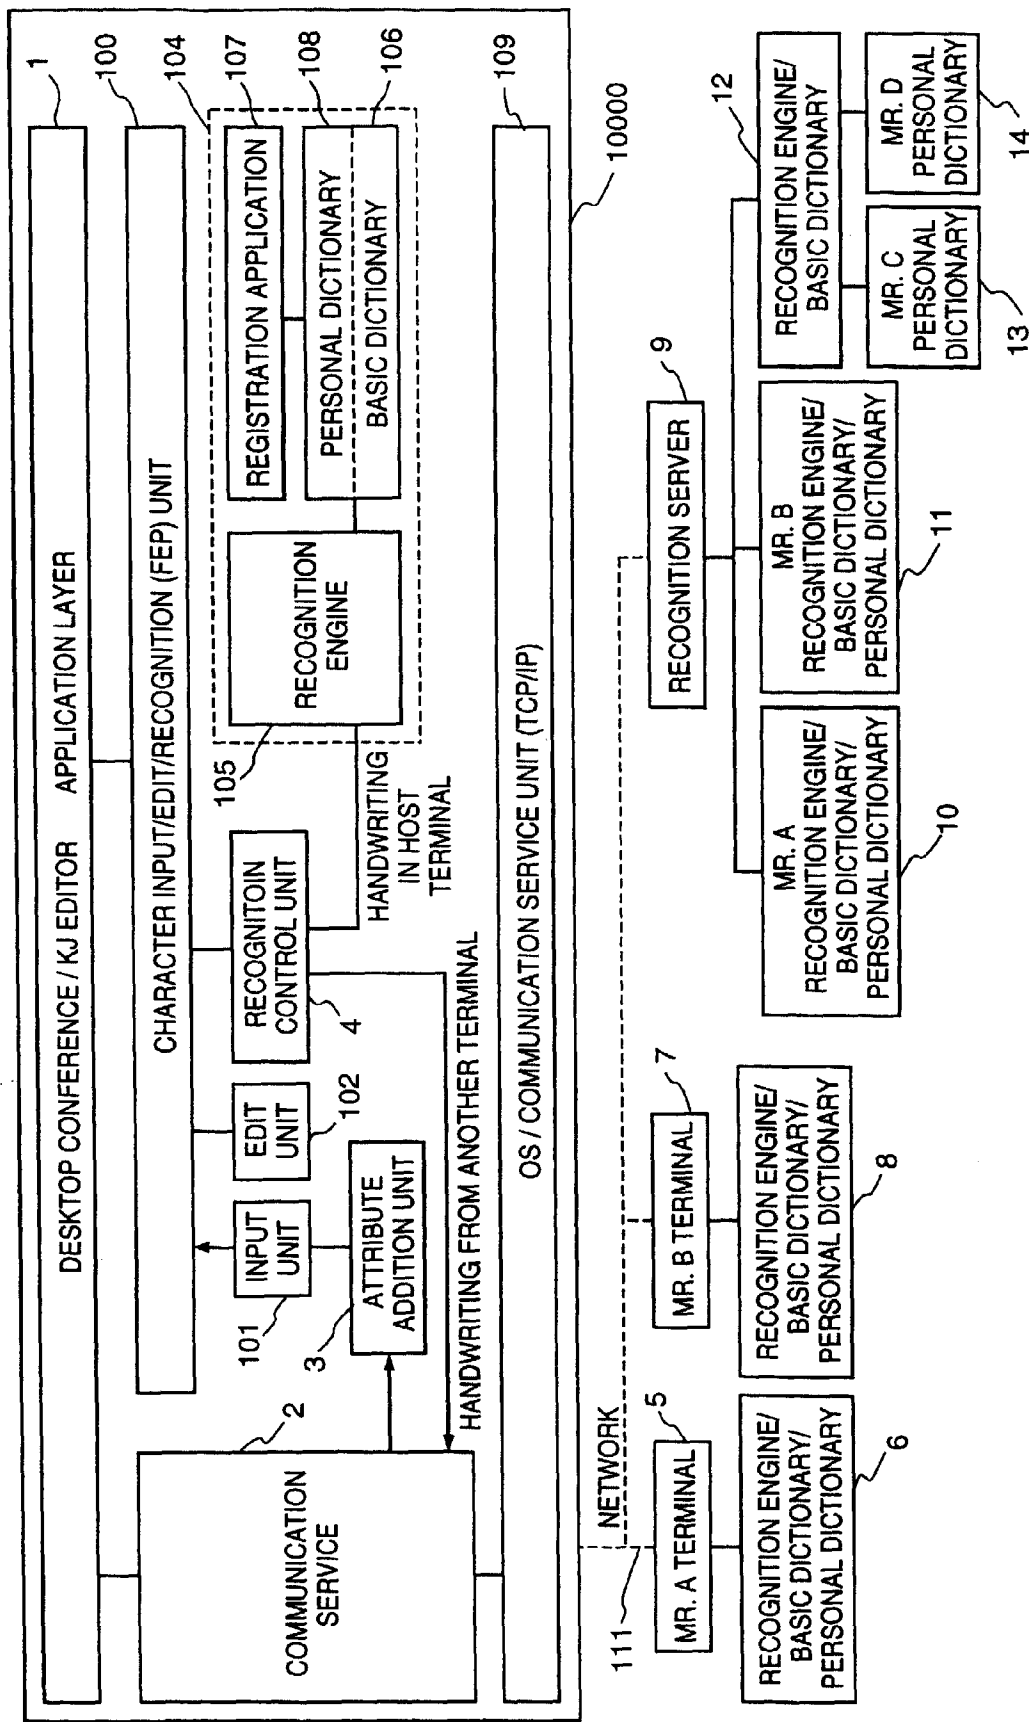 DESKTOP CONFERENCE / KJ EDITOR APPLICATION LAYER
1
CHARACTER INPUT/EDIT/RECOGNITION (FEP) UNIT
100
COMMUNICATION
SERVICE
2
INPUT
UNIT
101
EDIT
UNIT
102
ATTRIBUTE
ADDITION UNIT
3
RECOGNITOIN
CONTROL UNIT
4
HANDWRITING
IN HOST
TERMINAL
HANDWRITING FROM ANOTHER TERMINAL
104
RECOGNITION
ENGINE
105
REGISTRATION APPLICATION
107
PERSONAL DICTIONARY
108
BASIC DICTIONARY
106
OS / COMMUNICATION SERVICE UNIT (TCP/IP)
109
10000
NETWORK
111
MR. A TERMINAL
5
RECOGNITION ENGINE/
BASIC DICTIONARY/
PERSONAL DICTIONARY
6
MR. B TERMINAL
7
RECOGNITION ENGINE/
BASIC DICTIONARY/
PERSONAL DICTIONARY
8
RECOGNITION SERVER
9
MR. A
RECOGNITION ENGINE/
BASIC DICTIONARY/
PERSONAL DICTIONARY
10
MR. B
RECOGNITION ENGINE/
BASIC DICTIONARY/
PERSONAL DICTIONARY
11
RECOGNITION ENGINE/
BASIC DICTIONARY
12
MR. C
PERSONAL
DICTIONARY
13
MR. D
PERSONAL
DICTIONARY
14